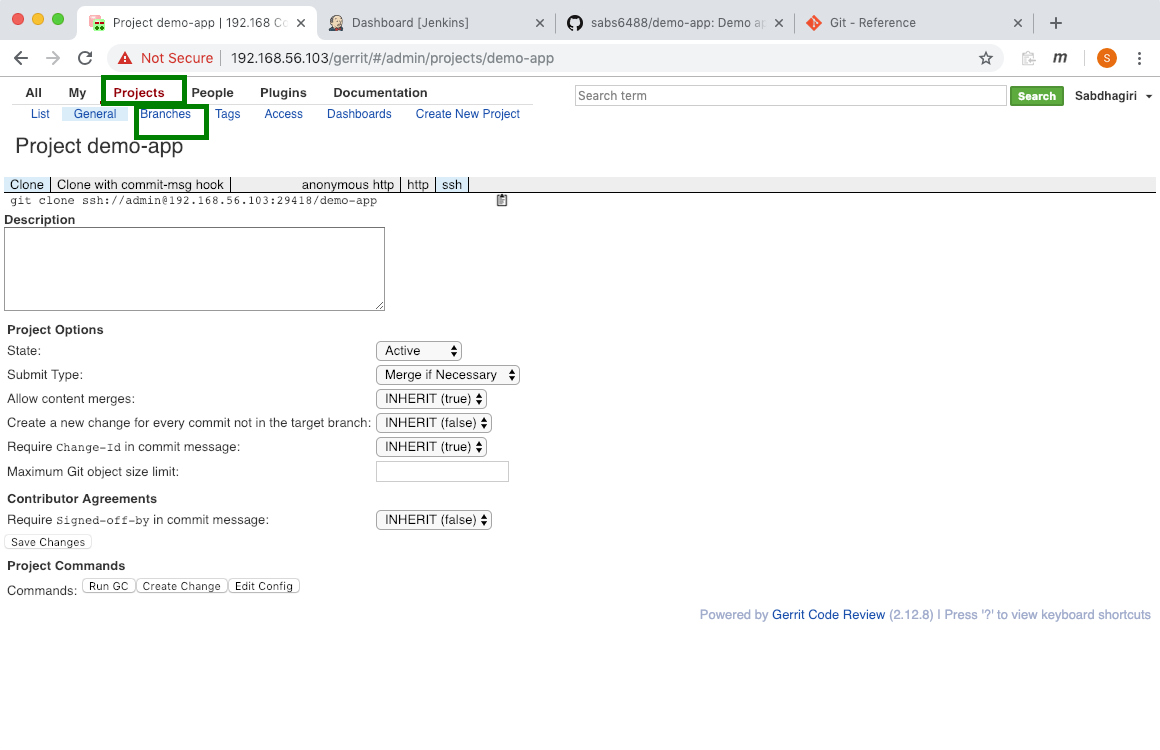 Project demo-app | 192.168 Co
Dashboard [Jenkins]
sabs6488/demo-app: Demo ap
Git - Reference
Not Secure 192.168.56.103/gerrit/#/admin/projects/demo-app
m
S
All My Projects People Plugins Documentation
Search term
Search
Sabdhagiri
List General Branches Tags Access Dashboards Create New Project
Project demo-app
Clone Clone with commit-msg hook anonymous http http ssh
git clone ssh://admin@192.168.56.103:29418/demo-app
Description
Project Options
State: Active
Submit Type: Merge if Necessary
Allow content merges: INHERIT (true)
Create a new change for every commit not in the target branch: INHERIT (false)
Require Change-Id in commit message: INHERIT (true)
Maximum Git object size limit:
Contributor Agreements
Require Signed-off-by in commit message: INHERIT (false)
Save Changes
Project Commands
Commands: Run GC Create Change Edit Config
Powered by Gerrit Code Review (2.12.8) | Press '?' to view keyboard shortcuts